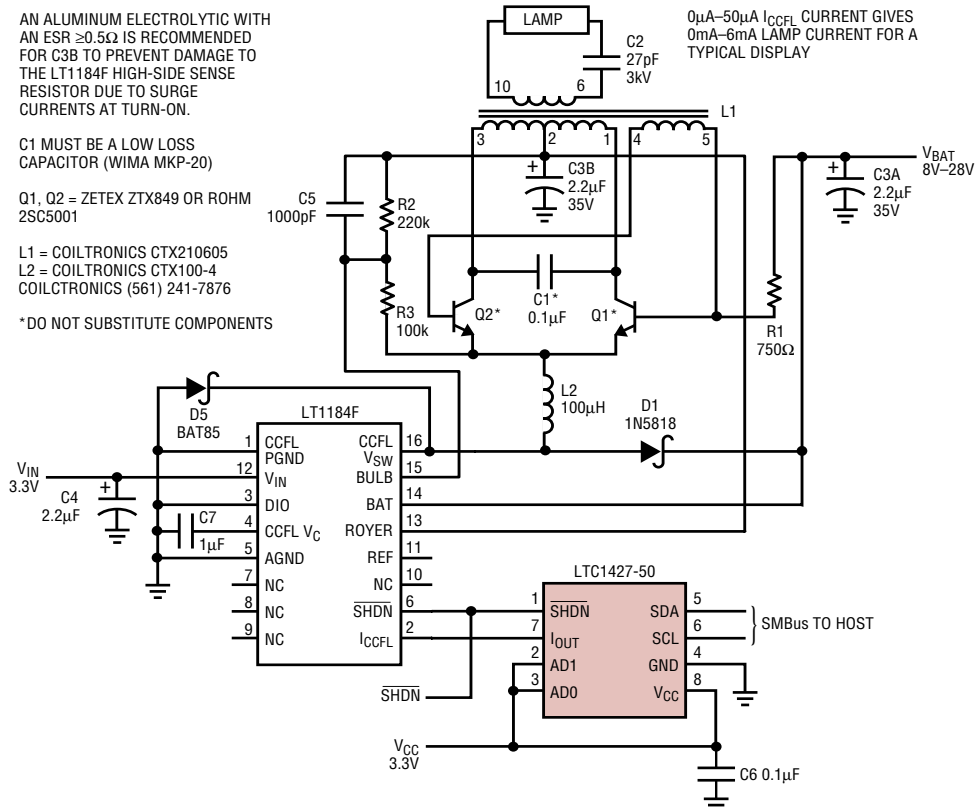 AN ALUMINUM ELECTROLYTIC WITH
AN ESR ≥0.5Ω IS RECOMMENDED
FOR C3B TO PREVENT DAMAGE TO
THE LT1184F HIGH-SIDE SENSE
RESISTOR DUE TO SURGE
CURRENTS AT TURN-ON.
C1 MUST BE A LOW LOSS
CAPACITOR (WIMA MKP-20)
Q1, Q2 = ZETEX ZTX849 OR ROHM
2SC5001
L1 = COILTRONICS CTX210605
L2 = COILTRONICS CTX100-4
COILCTRONICS (561) 241-7876
*DO NOT SUBSTITUTE COMPONENTS
LAMP
C2
27pF
3kV
10
6
0µA–50µA ICCFL CURRENT GIVES
0mA–6mA LAMP CURRENT FOR A
TYPICAL DISPLAY
L1
3
2
1
4
5
+
C3B
2.2µF
35V
+
C3A
2.2µF
35V
VBAT
8V–28V
C5
1000pF
R2
220k
R3
100k
Q2*
C1*
0.1µF
Q1*
R1
750Ω
L2
100µH
D1
1N5818
D5
BAT85
LT1184F
VIN
3.3V
+
C4
2.2µF
C7
1µF
1
CCFL
PGND
12
VIN
3
DIO
4
CCFL VC
5
AGND
7
NC
8
NC
9
NC
CCFL
VSW
16
BULB
15
BAT
14
ROYER
13
REF
11
NC
10
SHDN
6
ICCFL
2
LTC1427-50
1
SHDN
7
IOUT
2
AD1
3
AD0
SDA
5
SCL
6
GND
4
VCC
8
SMBus TO HOST
SHDN
VCC
3.3V
C6 0.1µF